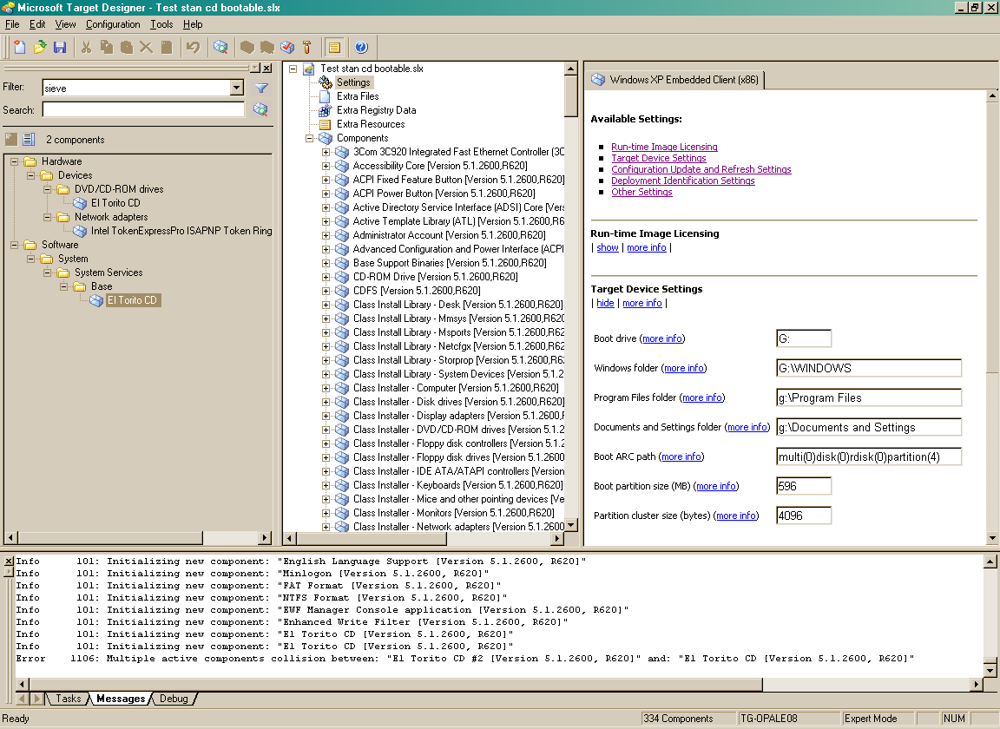 Microsoft Target Designer - Test stan cd bootable.slx
File Edit View Configuration Tools Help
Filter: sieve
Search:
2 components
Hardware
Devices
DVD/CD-ROM drives
El Torito CD
Network adapters
Intel TokenExpressPro ISAPNP Token Ring
Software
System
System Services
Base
El Torito CD
Test stan cd bootable.slx
Settings
Extra Files
Extra Registry Data
Extra Resources
Components
3Com 3C920 Integrated Fast Ethernet Controller (3C
Accessibility Core [Version 5.1.2600,R620]
ACPI Fixed Feature Button [Version 5.1.2600,R620]
ACPI Power Button [Version 5.1.2600,R620]
Active Directory Service Interface (ADSI) Core [Vers
Active Template Library (ATL) [Version 5.1.2600,R620]
Administrator Account [Version 5.1.2600,R620]
Advanced Configuration and Power Interface (ACPI
Base Support Binaries [Version 5.1.2600,R620]
CD-ROM Drive [Version 5.1.2600,R620]
CDFS [Version 5.1.2600,R620]
Class Install Library - Desk [Version 5.1.2600,R620]
Class Install Library - Mmsys [Version 5.1.2600,R620
Class Install Library - Msports [Version 5.1.2600,R62
Class Install Library - Netcfgx [Version 5.1.2600,R62
Class Install Library - Storprop [Version 5.1.2600,R6
Class Install Library - System Devices [Version 5.1.2
Class Installer - Computer [Version 5.1.2600,R620]
Class Installer - Disk drives [Version 5.1.2600,R620]
Class Installer - Display adapters [Version 5.1.2600,
Class Installer - DVD/CD-ROM drives [Version 5.1.2
Class Installer - Floppy disk controllers [Version 5.1.
Class Installer - Floppy disk drives [Version 5.1.2600
Class Installer - IDE ATA/ATAPI controllers [Version
Class Installer - Keyboards [Version 5.1.2600,R620]
Class Installer - Mice and other pointing devices [Ve
Class Installer - Monitors [Version 5.1.2600,R620]
Class Installer - Network adapters [Version 5.1.2600
Windows XP Embedded Client (x86)
Available Settings:
Run-time Image Licensing
Target Device Settings
Configuration Update and Refresh Settings
Deployment Identification Settings
Other Settings
Run-time Image Licensing
| show | more info |
Target Device Settings
| hide | more info |
Boot drive (more info) G:
Windows folder (more info) G:\WINDOWS
Program Files folder (more info) g:\Program Files
Documents and Settings folder (more info) g:\Documents and Settings
Boot ARC path (more info) multi(0)disk(0)rdisk(0)partition(4)
Boot partition size (MB) (more info) 596
Partition cluster size (bytes) (more info) 4096
Info 101: Initializing new component: "English Language Support [Version 5.1.2600, R620]"
Info 101: Initializing new component: "Minlogon [Version 5.1.2600, R620]"
Info 101: Initializing new component: "FAT Format [Version 5.1.2600, R620]"
Info 101: Initializing new component: "NTFS Format [Version 5.1.2600, R620]"
Info 101: Initializing new component: "EWF Manager Console application [Version 5.1.2600, R620]"
Info 101: Initializing new component: "Enhanced Write Filter [Version 5.1.2600, R620]"
Info 101: Initializing new component: "El Torito CD [Version 5.1.2600, R620]"
Info 101: Initializing new component: "El Torito CD [Version 5.1.2600, R620]"
Error 1106: Multiple active components collision between: "El Torito CD #2 [Version 5.1.2600, R620]" and: "El Torito CD [Version 5.1.2600, R620]"
Tasks Messages Debug
Ready 334 Components TG-OPALE08 Expert Mode NUM